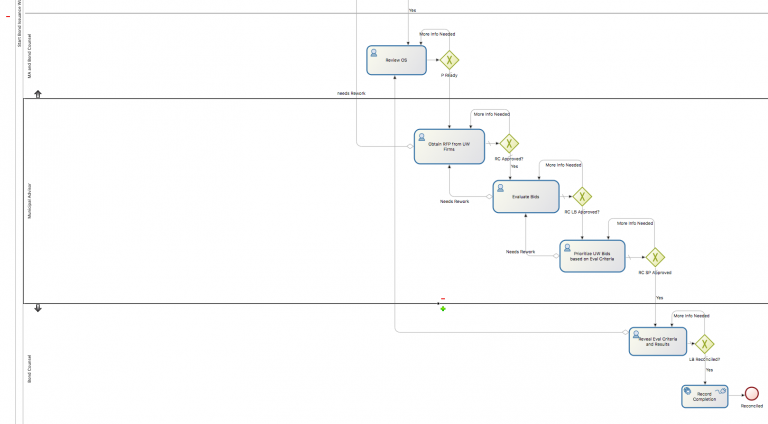 Yes
Start Bond Issuance
MA and Bond Counsel
More Info Needed
Review OS
P Ready
needs Rework
Municipal Advisor
More Info Needed
Obtain RFP from UW
Firms
RC Approved?
Yes
More Info Needed
Needs Rework
Evaluate Bids
RC LB Approved?
More Info Needed
Needs Rework
Prioritize UW Bids
based on Eval Criteria
RC SP Approved
Yes
Bond Counsel
More Info Needed
Reveal Eval Criteria
and Results
LB Reconciled?
Yes
Record
Completion
Reconciled